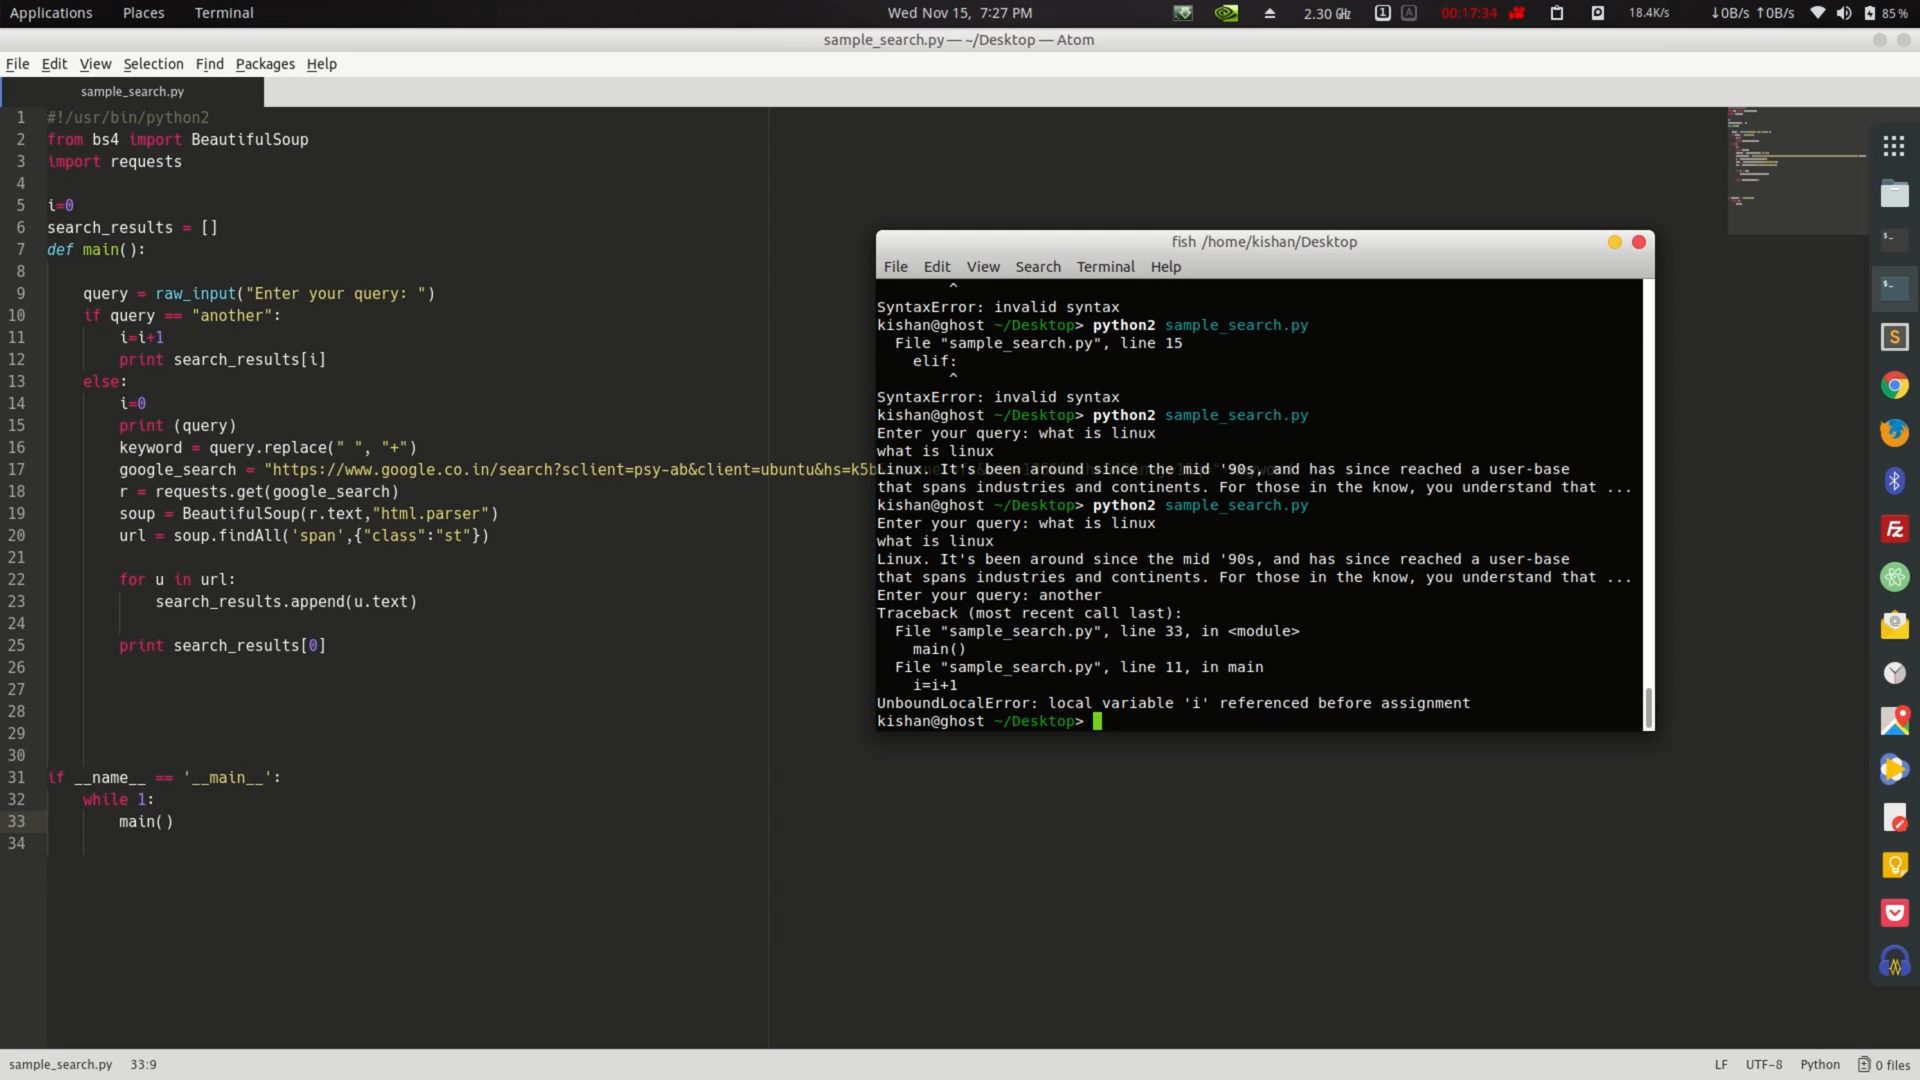 Applications Places Terminal Wed Nov 15, 7:27 PM 2.30 GHz 1 A 00:17:34 18.4K/s ↓0B/s ↑0B/s 85 %
sample_search.py — ~/Desktop — Atom
File Edit View Selection Find Packages Help
sample_search.py
1 #!/usr/bin/python2
2 from bs4 import BeautifulSoup
3 import requests
4
5 i=0
6 search_results = []
7 def main():
8
9 query = raw_input("Enter your query: ")
10 if query == "another":
11 i=i+1
12 print search_results[i]
13 else:
14 i=0
15 print (query)
16 keyword = query.replace(" ", "+")
17 google_search = "https://www.google.co.in/search?sclient=psy-ab&client=ubuntu&hs=k5b
18 r = requests.get(google_search)
19 soup = BeautifulSoup(r.text,"html.parser")
20 url = soup.findAll('span',{"class":"st"})
21
22 for u in url:
23 search_results.append(u.text)
24
25 print search_results[0]
26
27
28
29
30
31 if __name__ == '__main__':
32 while 1:
33 main()
34
fish /home/kishan/Desktop
File Edit View Search Terminal Help
^
SyntaxError: invalid syntax
kishan@ghost ~/Desktop> python2 sample_search.py
File "sample_search.py", line 15
elif:
^
SyntaxError: invalid syntax
kishan@ghost ~/Desktop> python2 sample_search.py
Enter your query: what is linux
what is linux
Linux. It's been around since the mid '90s, and has since reached a user-base
that spans industries and continents. For those in the know, you understand that ...
kishan@ghost ~/Desktop> python2 sample_search.py
Enter your query: what is linux
what is linux
Linux. It's been around since the mid '90s, and has since reached a user-base
that spans industries and continents. For those in the know, you understand that ...
Enter your query: another
Traceback (most recent call last):
File "sample_search.py", line 33, in <module>
main()
File "sample_search.py", line 11, in main
i=i+1
UnboundLocalError: local variable 'i' referenced before assignment
kishan@ghost ~/Desktop>
sample_search.py 33:9 LF UTF-8 Python 0 files